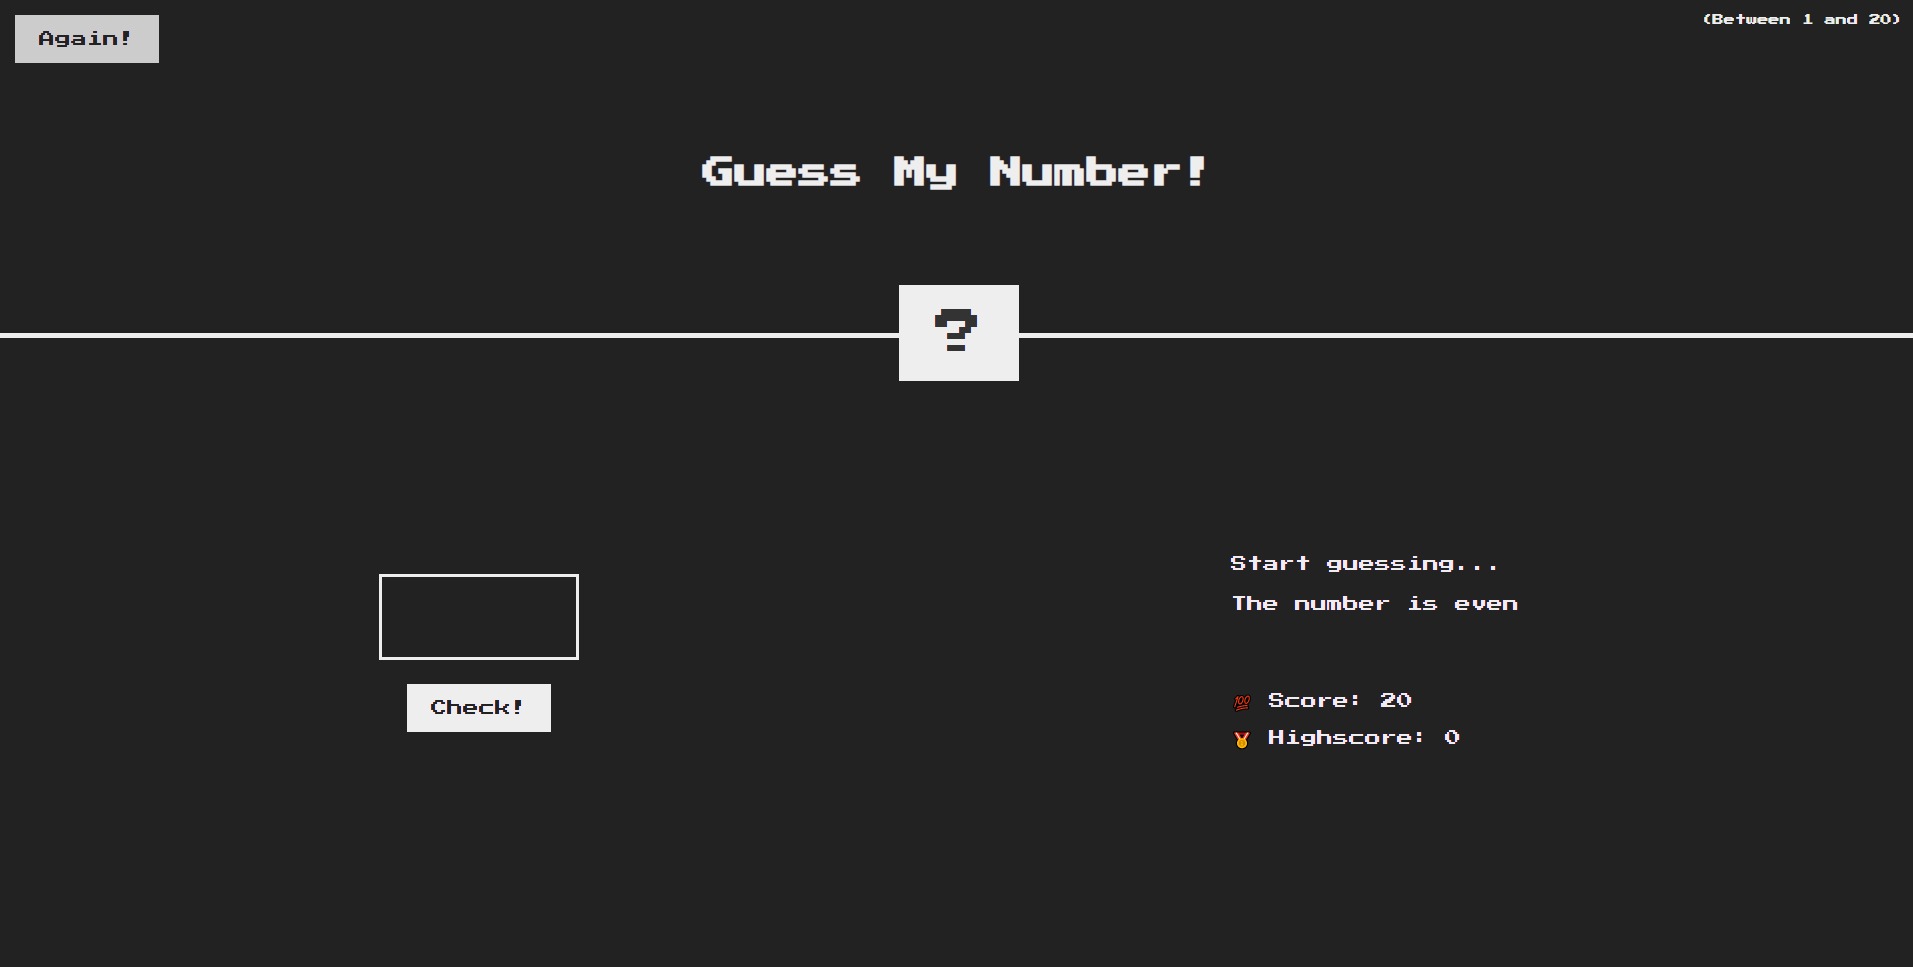 Again!
(Between 1 and 20)
Guess My Number!
?
Start guessing...
The number is even
Check!
💯 Score: 20
🥇 Highscore: 0